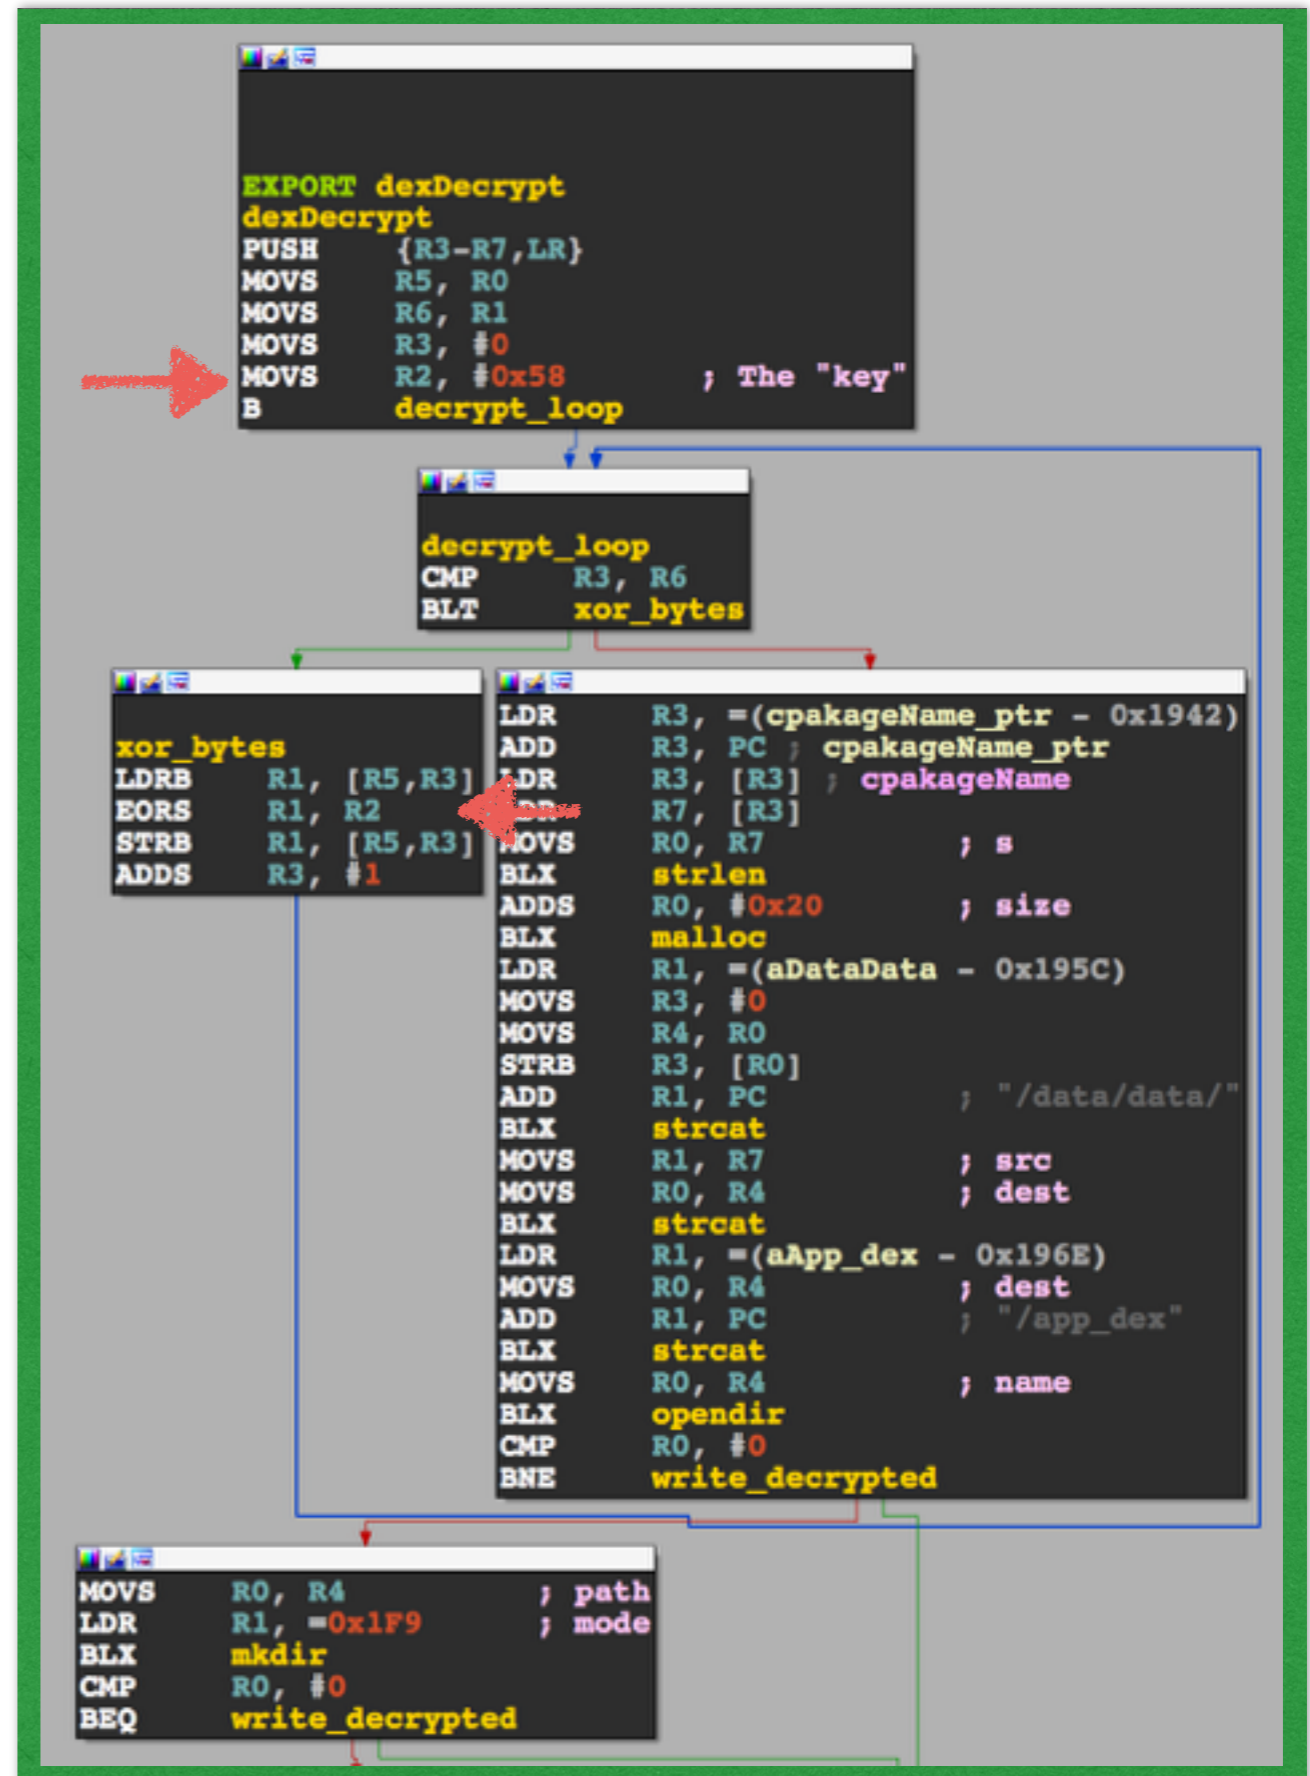 EXPORT dexDecrypt
dexDecrypt
PUSH {R3-R7,LR}
MOVS R5, R0
MOVS R6, R1
MOVS R3, #0
MOVS R2, #0x58 ; The "key"
B decrypt_loop
decrypt_loop
CMP R3, R6
BLT xor_bytes
xor_bytes
LDRB R1, [R5,R3]
EORS R1, R2
STRB R1, [R5,R3]
ADDS R3, #1
LDR R3, =(cpakageName_ptr - 0x1942)
ADD R3, PC ; cpakageName_ptr
LDR R3, [R3] ; cpakageName
LDR R7, [R3]
MOVS R0, R7 ; s
BLX strlen
ADDS R0, #0x20 ; size
BLX malloc
LDR R1, =(aDataData - 0x195C)
MOVS R3, #0
MOVS R4, R0
STRB R3, [R0]
ADD R1, PC ; "/data/data/"
BLX strcat
MOVS R1, R7 ; src
MOVS R0, R4 ; dest
BLX strcat
LDR R1, =(aApp_dex - 0x196E)
MOVS R0, R4 ; dest
ADD R1, PC ; "/app_dex"
BLX strcat
MOVS R0, R4 ; name
BLX opendir
CMP R0, #0
BNE write_decrypted
MOVS R0, R4 ; path
LDR R1, =0x1F9 ; mode
BLX mkdir
CMP R0, #0
BEQ write_decrypted